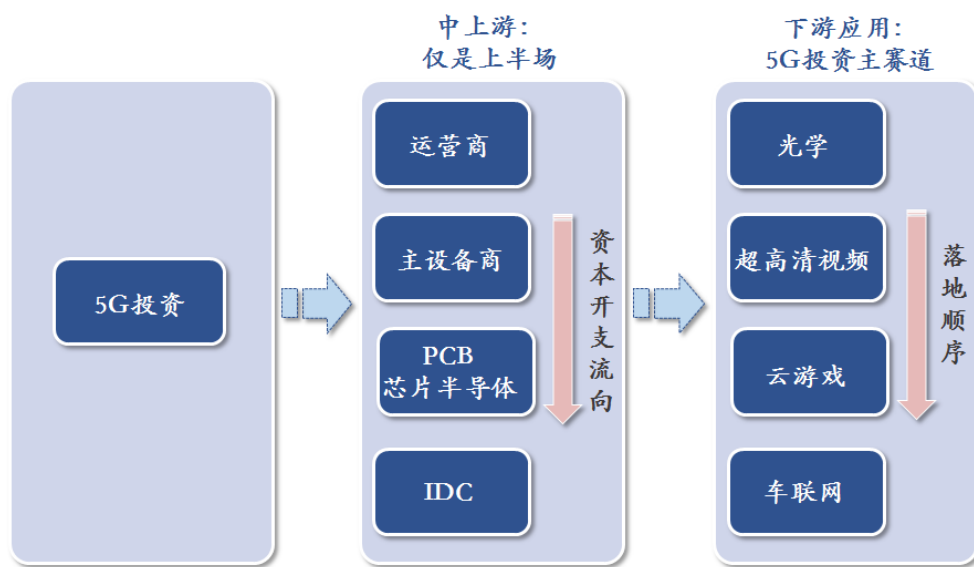 中上游：
仅是上半场
下游应用：
5G投资主赛道
5G投资
运营商
主设备商
PCB
芯片半导体
IDC
资本开支流向
光学
超高清视频
云游戏
车联网
落地顺序